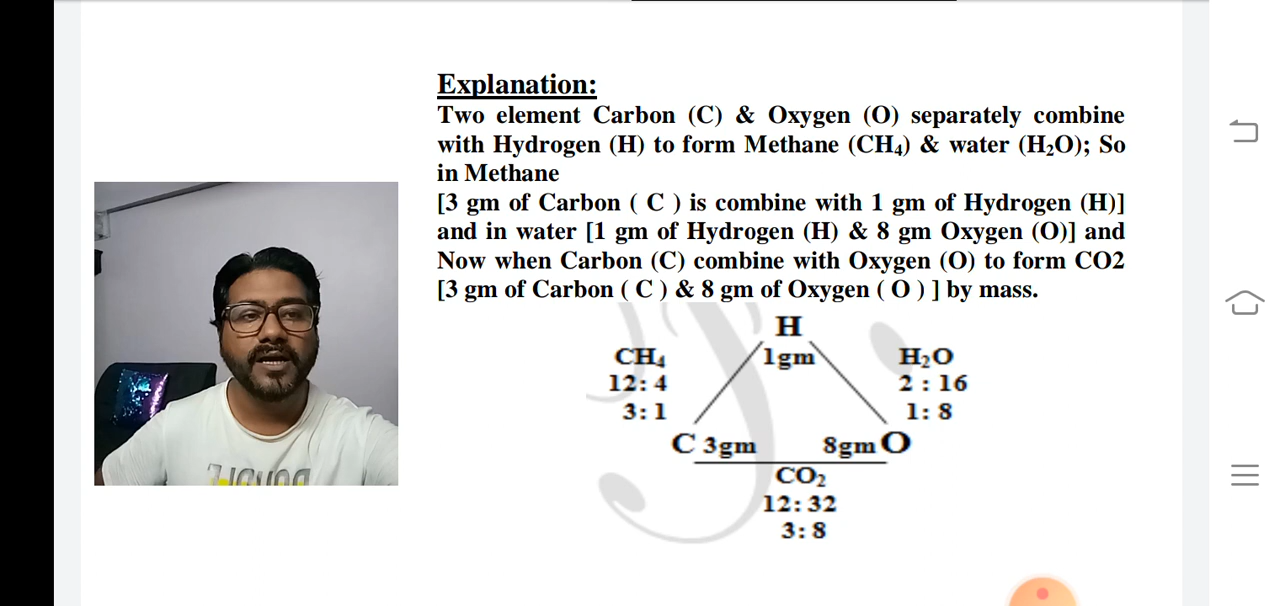 Explanation:
Two element Carbon (C) & Oxygen (O) separately combine
with Hydrogen (H) to form Methane (CH₄) & water (H₂O); So
in Methane
[3 gm of Carbon ( C ) is combine with 1 gm of Hydrogen (H)]
and in water [1 gm of Hydrogen (H) & 8 gm Oxygen (O)] and
Now when Carbon (C) combine with Oxygen (O) to form CO2
[3 gm of Carbon ( C ) & 8 gm of Oxygen ( O ) ] by mass.
H
1gm
CH₄
12: 4
3: 1
H₂O
2 : 16
1: 8
C 3gm
8gm O
CO₂
12: 32
3: 8